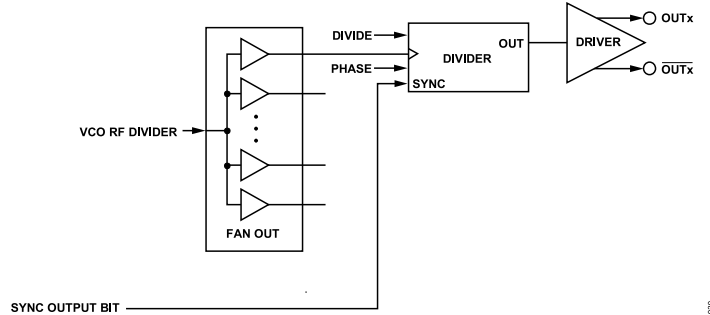 OUTx
DIVIDE
OUT
DRIVER
DIVIDER
PHASE
OUTx
SYNC
VCO RF DIVIDER
FAN OUT
SYNC OUTPUT BIT